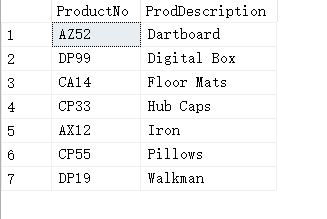 ProductNo ProdDescription
1 AZ52 Dartboard
2 DP99 Digital Box
3 CA14 Floor Mats
4 CP33 Hub Caps
5 AX12 Iron
6 CP55 Pillows
7 DP19 Walkman